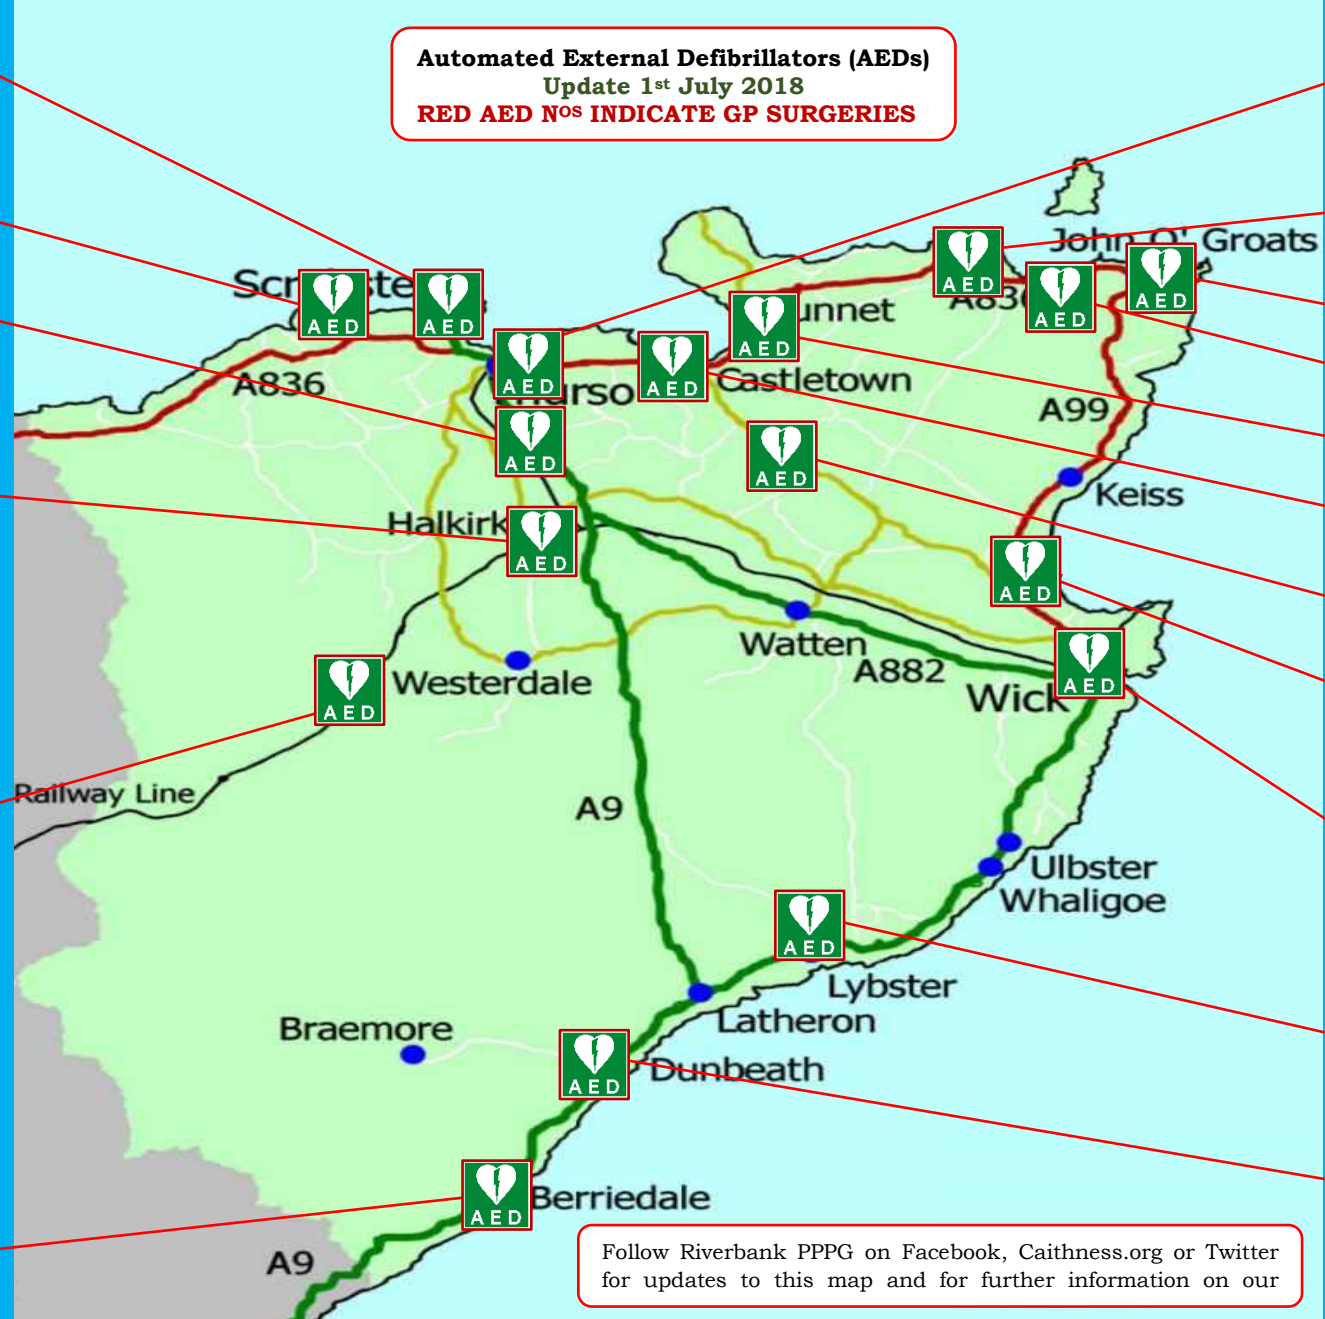 Automated External Defibrillators (AEDs)
Update 1st July 2018
RED AED NOS INDICATE GP SURGERIES
John O' Groats
AED
AED
AED
AED
AED
AED
unnet
AED
AED
A836
Thurso
Castletown
A99
AED
AED
Keiss
Halkirk
AED
AED
Watten
A882
AED
Wick
Westerdale
AED
Railway Line
A9
Ulbster
Whaligoe
AED
Lybster
Latheron
Braemore
AED
Dunbeath
AED
Berriedale
A9
Follow Riverbank PPPG on Facebook, Caithness.org or Twitter
for updates to this map and for further information on our